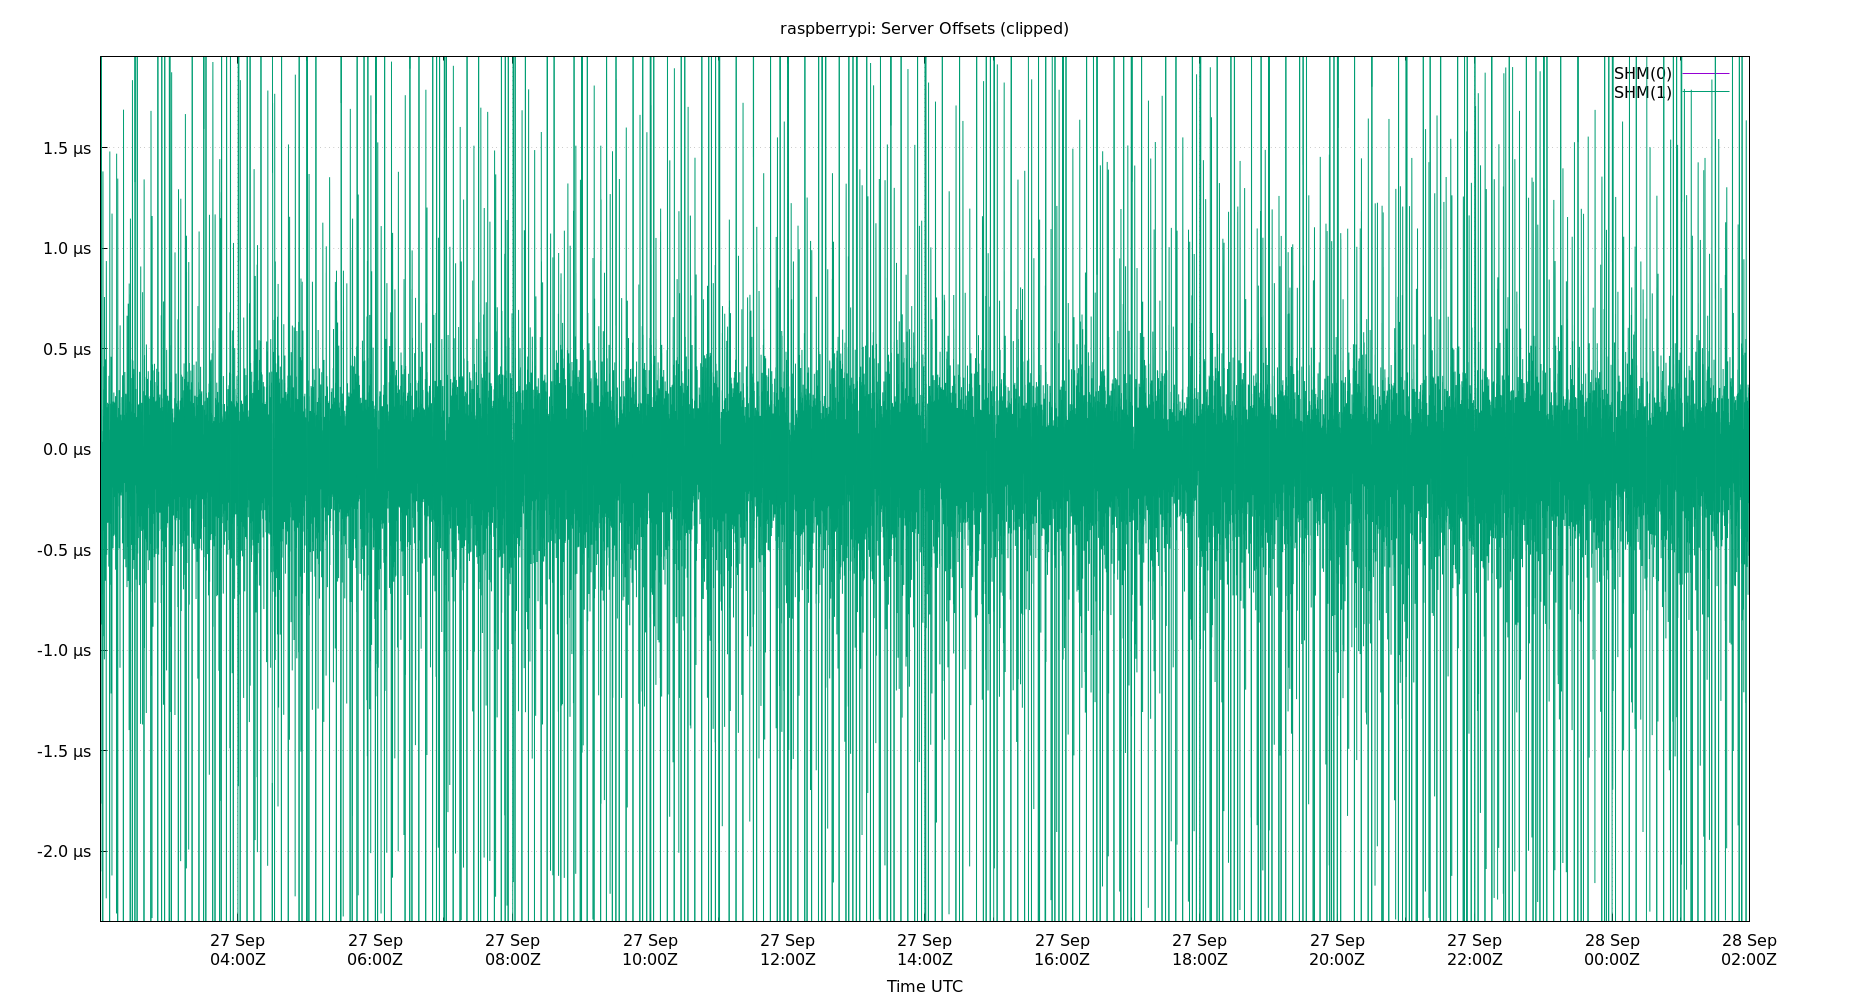 raspberrypi: Server Offsets (clipped)
SHM(0)
SHM(1)
1.5 µs
1.0 µs
0.5 µs
0.0 µs
-0.5 µs
-1.0 µs
-1.5 µs
-2.0 µs
27 Sep 27 Sep 27 Sep 27 Sep 27 Sep 27 Sep 27 Sep 27 Sep 27 Sep 27 Sep 28 Sep 28 Sep
04:00Z 06:00Z 08:00Z 10:00Z 12:00Z 14:00Z 16:00Z 18:00Z 20:00Z 22:00Z 00:00Z 02:00Z
Time UTC